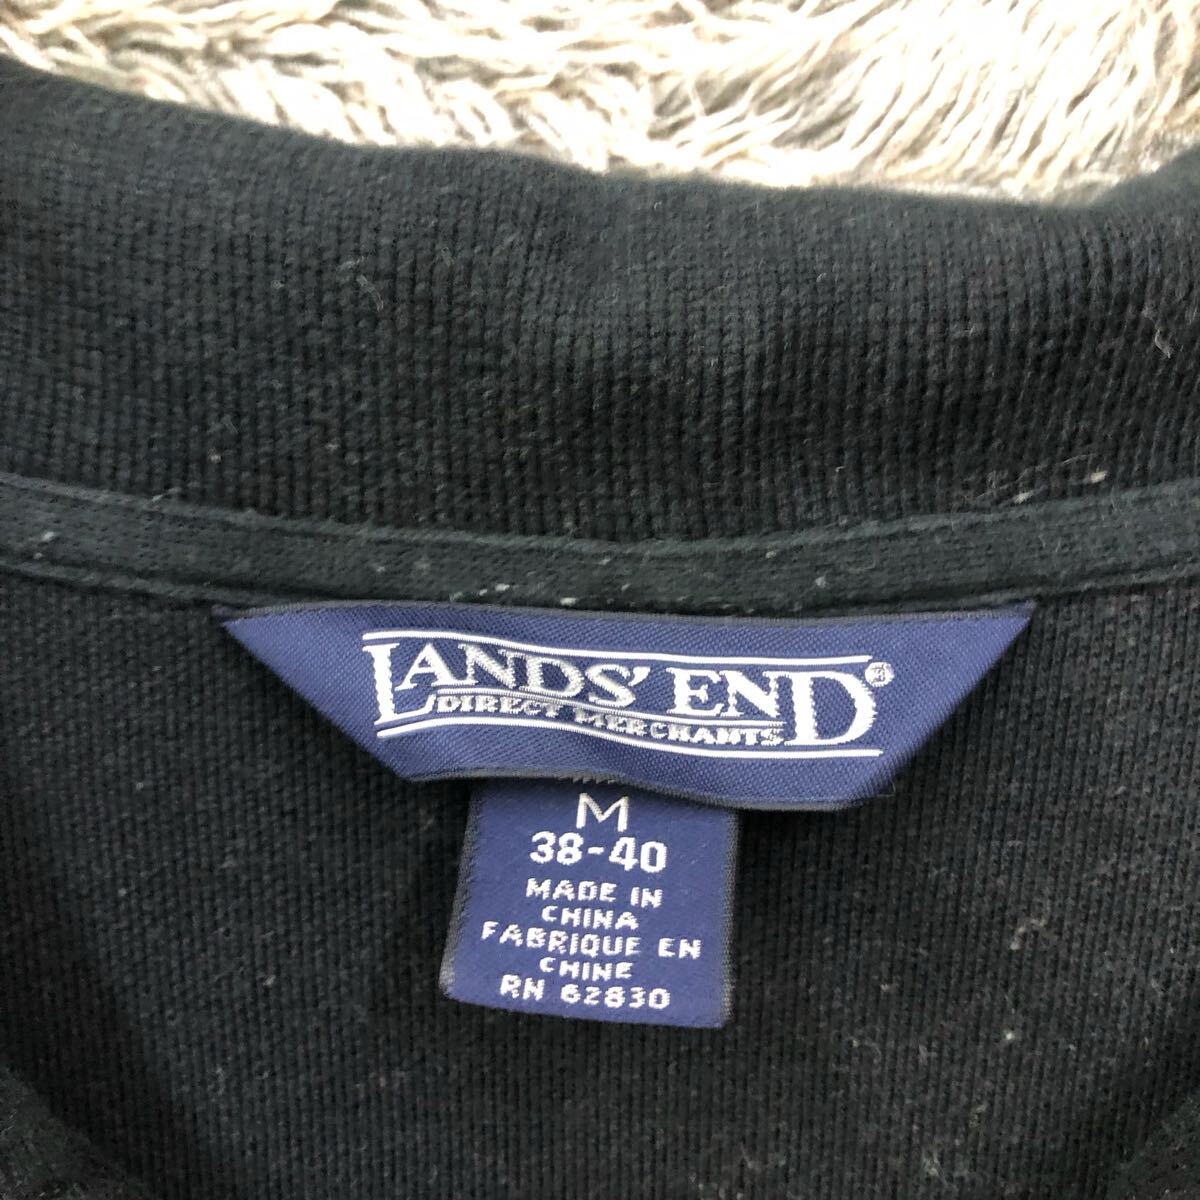 LANDS' END®
DIRECT MERCHANTS
M
38-40
MADE IN
CHINA
FABRIQUE EN
CHINE
RN 62830